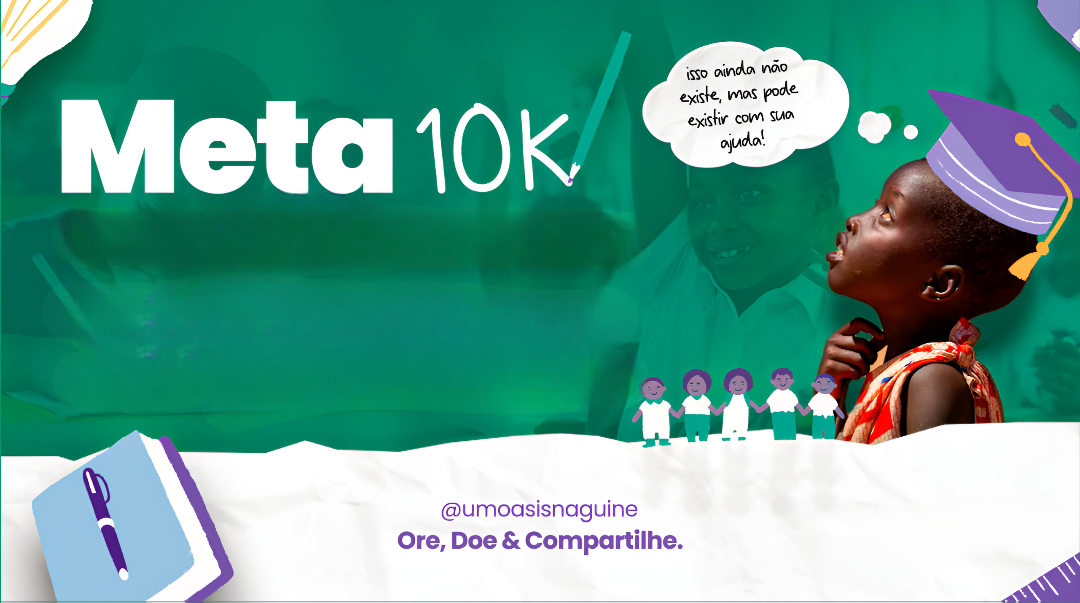 Meta 10K
isso ainda não
existe, mas pode
existir com sua
ajuda!
@umoasisnaguine
Ore, Doe & Compartilhe.